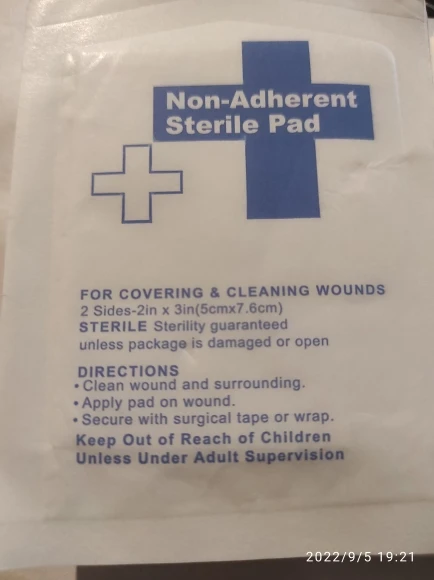 Non-Adherent
Sterile Pad
FOR COVERING & CLEANING WOUNDS
2 Sides-2in x 3in(5cmx7.6cm)
STERILE Sterility guaranteed
unless package is damaged or open
DIRECTIONS
• Clean wound and surrounding.
• Apply pad on wound.
• Secure with surgical tape or wrap.
Keep Out of Reach of Children
Unless Under Adult Supervision
2022/9/5 19:21